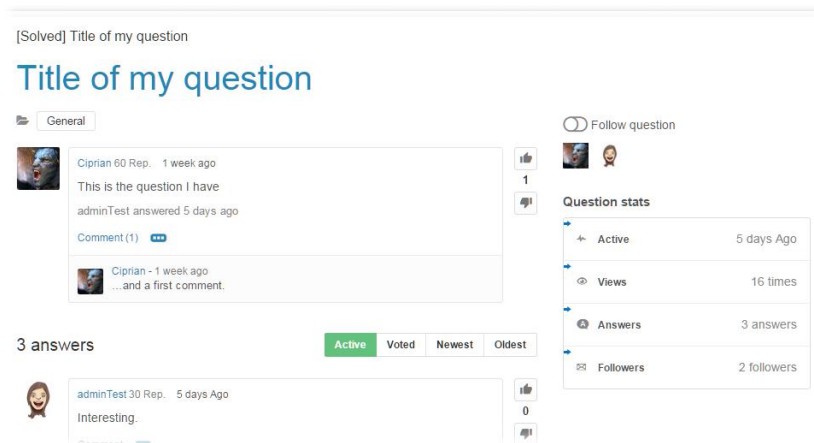 [Solved] Title of my question
Title of my question
General
Ciprian 60 Rep. 1 week ago
This is the question I have
adminTest answered 5 days ago
Comment (1)
1
Ciprian - 1 week ago
...and a first comment.
3 answers
Active Voted Newest Oldest
adminTest 30 Rep. 5 days Ago
Interesting.
0
Follow question
Question stats
Active 5 days Ago
Views 16 times
A Answers 3 answers
Followers 2 followers